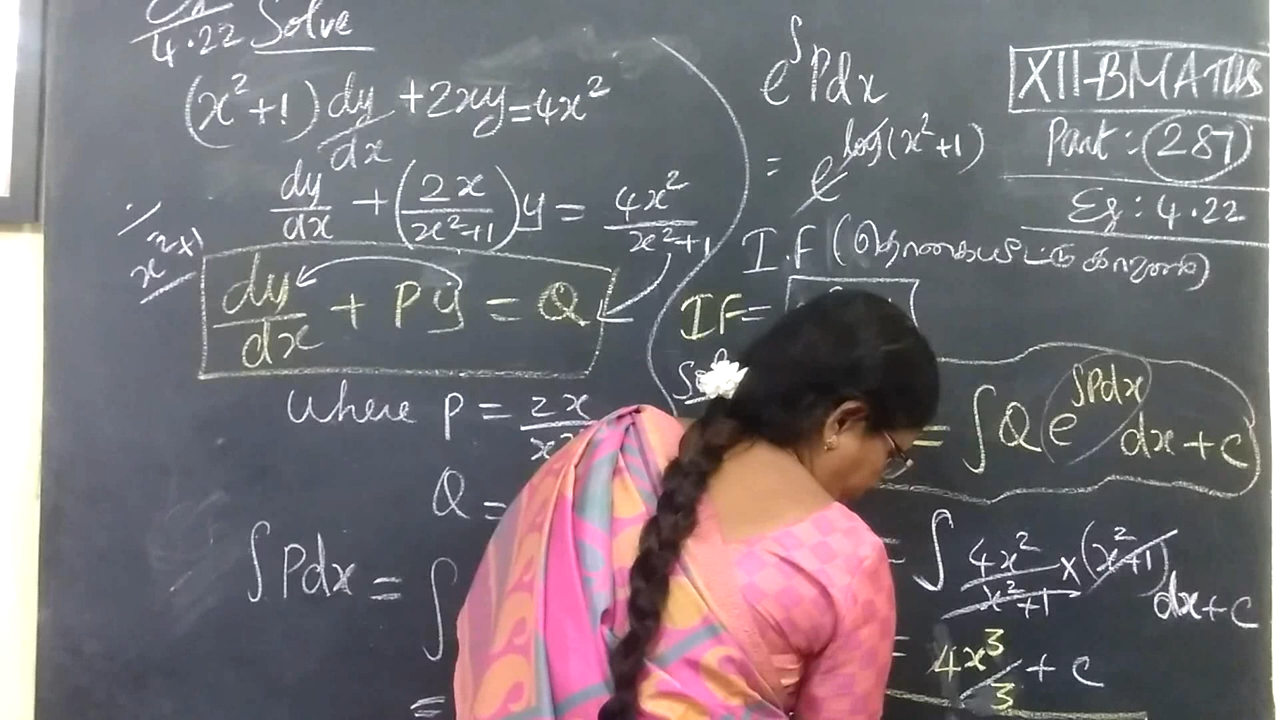 4.22 Solve
(x²+1) dy/dx + 2xy = 4x²
÷ x²+1
dy/dx + (2x/x²+1) y = 4x²/x²+1
dy/dx + Py = Q
where P = 2x
Q =
∫Pdx = ∫
=
e^∫Pdx
= e^log(x²+1)
I.F (தொகையீட்டு காரணி)
IF =
= ∫Q e^∫Pdx dx + c
= ∫ 4x²/x²+1 × (x²+1) dx + c
= 4x³/3 + c
XII-BMATHS
Part: 287
Eg: 4.22